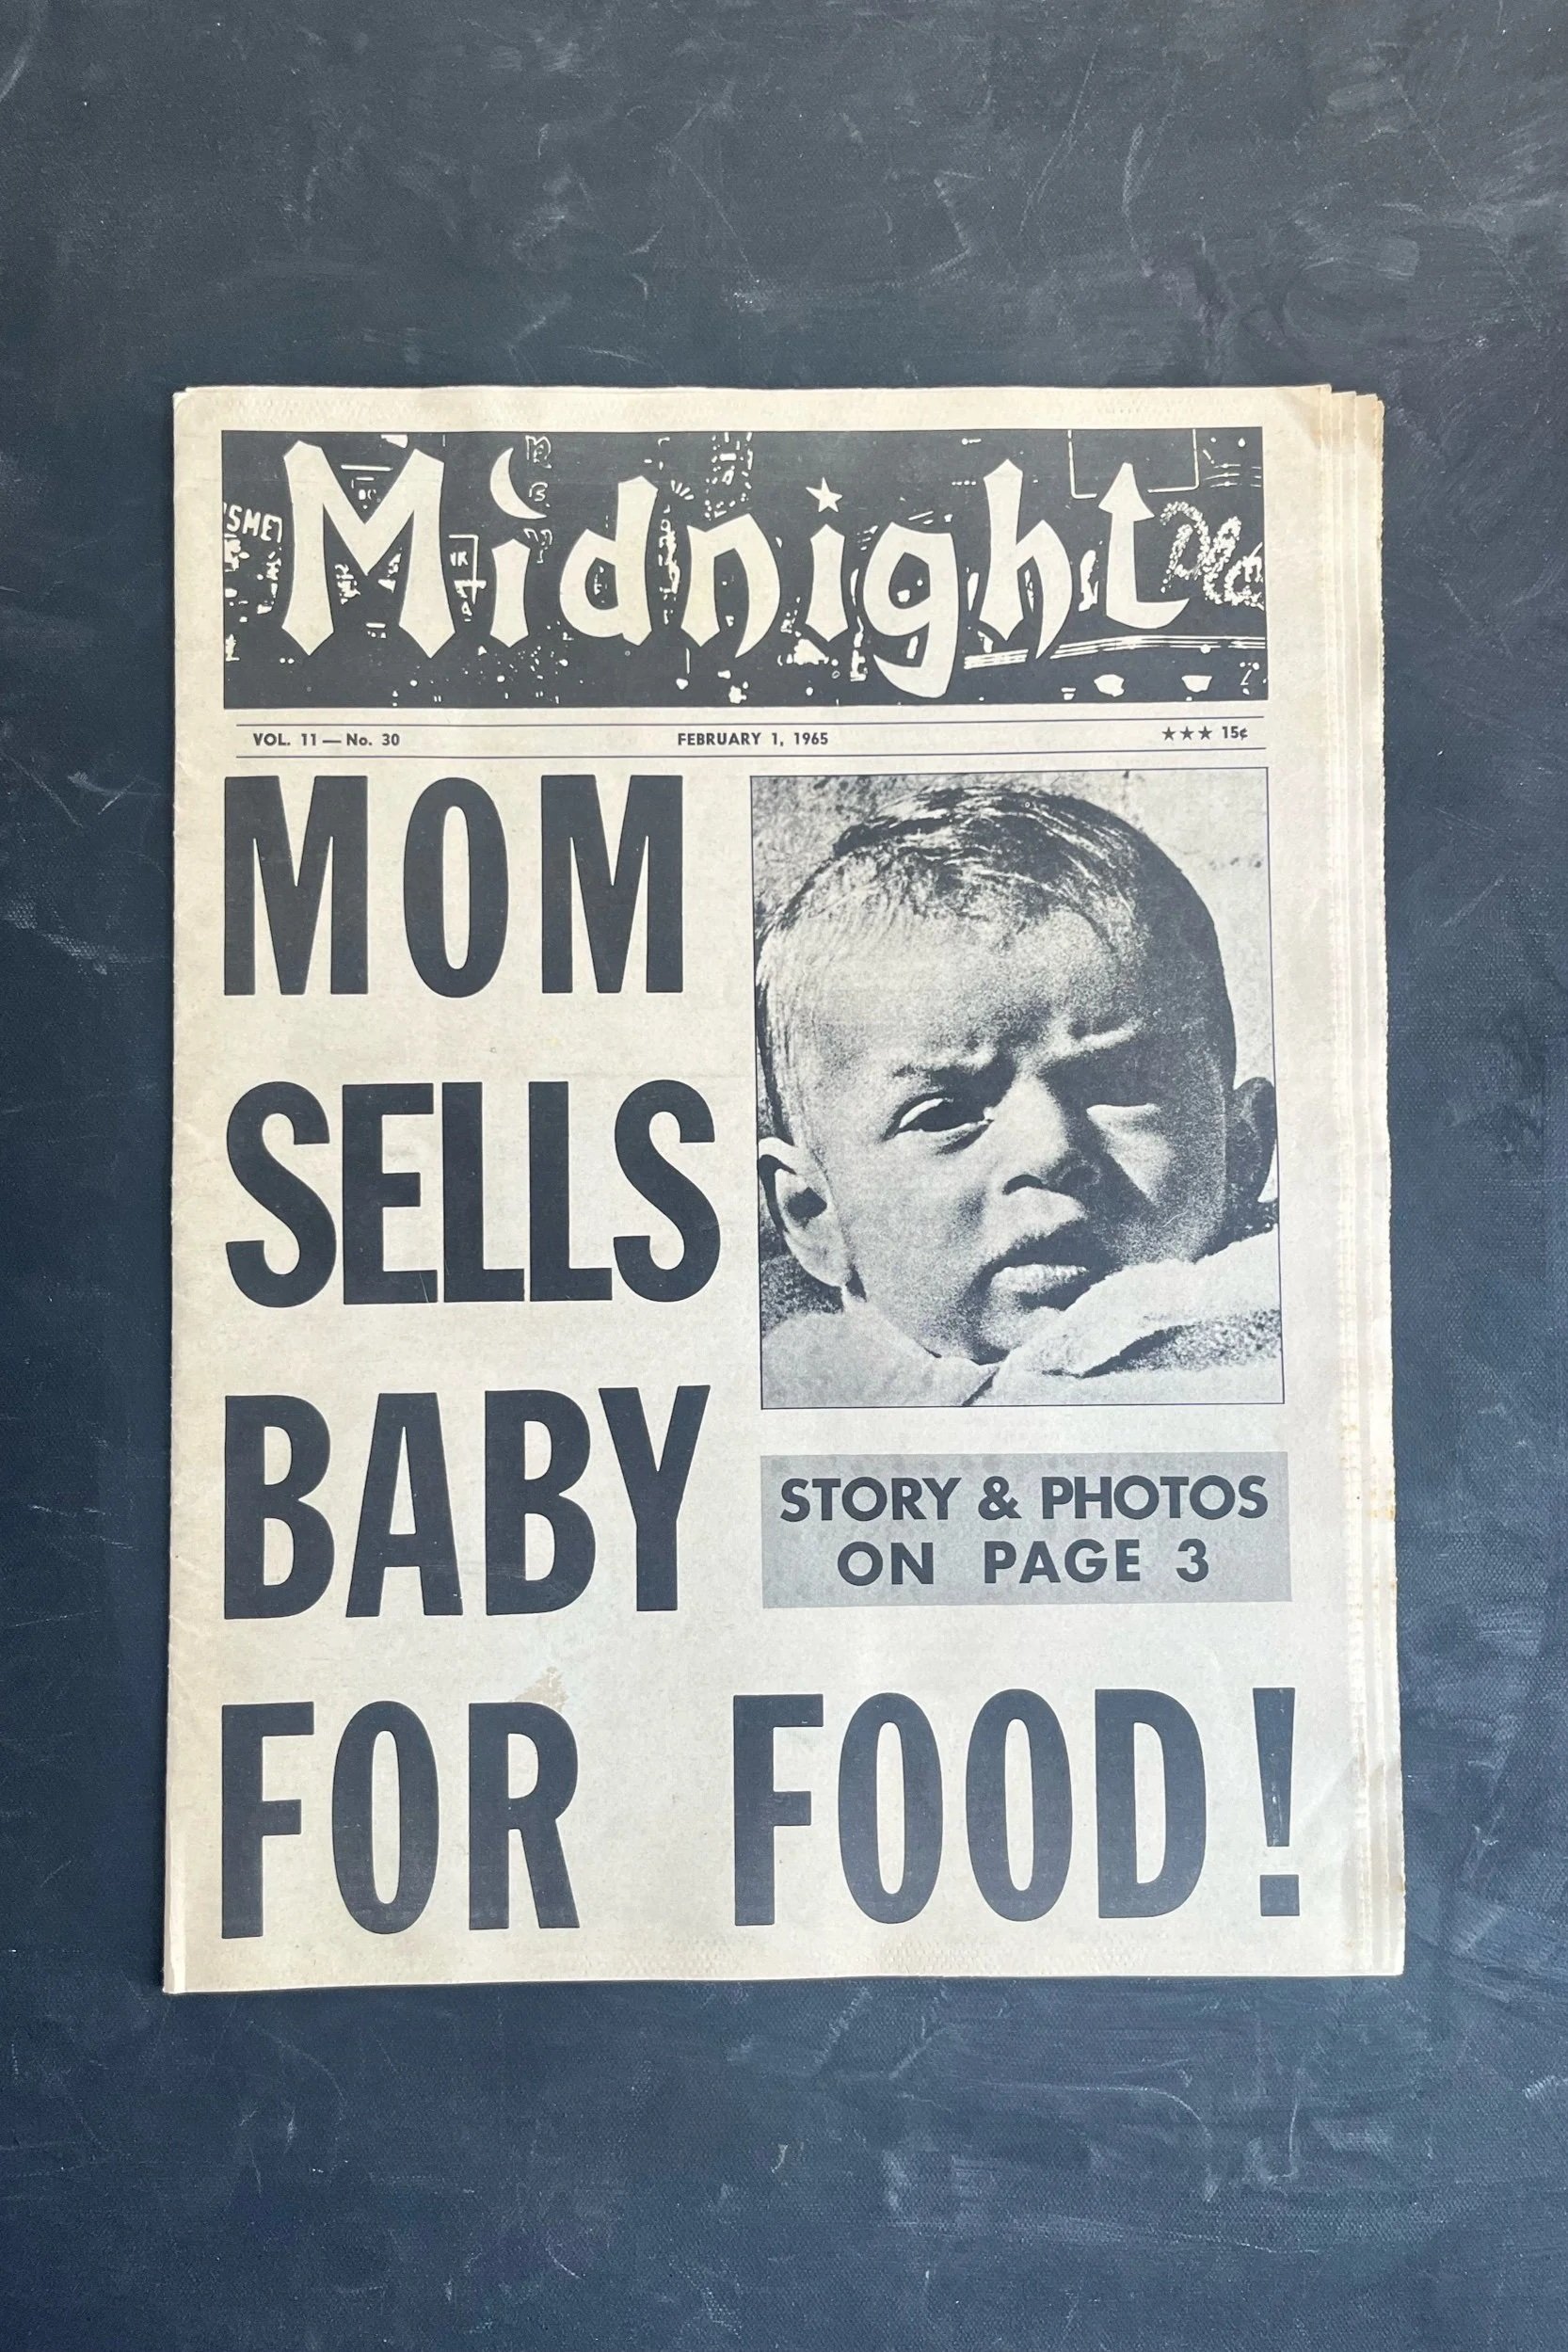 Midnight
VOL. 11 — No. 30 FEBRUARY 1, 1965 ★★★ 15¢
MOM
SELLS
BABY
STORY & PHOTOS
ON PAGE 3
FOR FOOD!